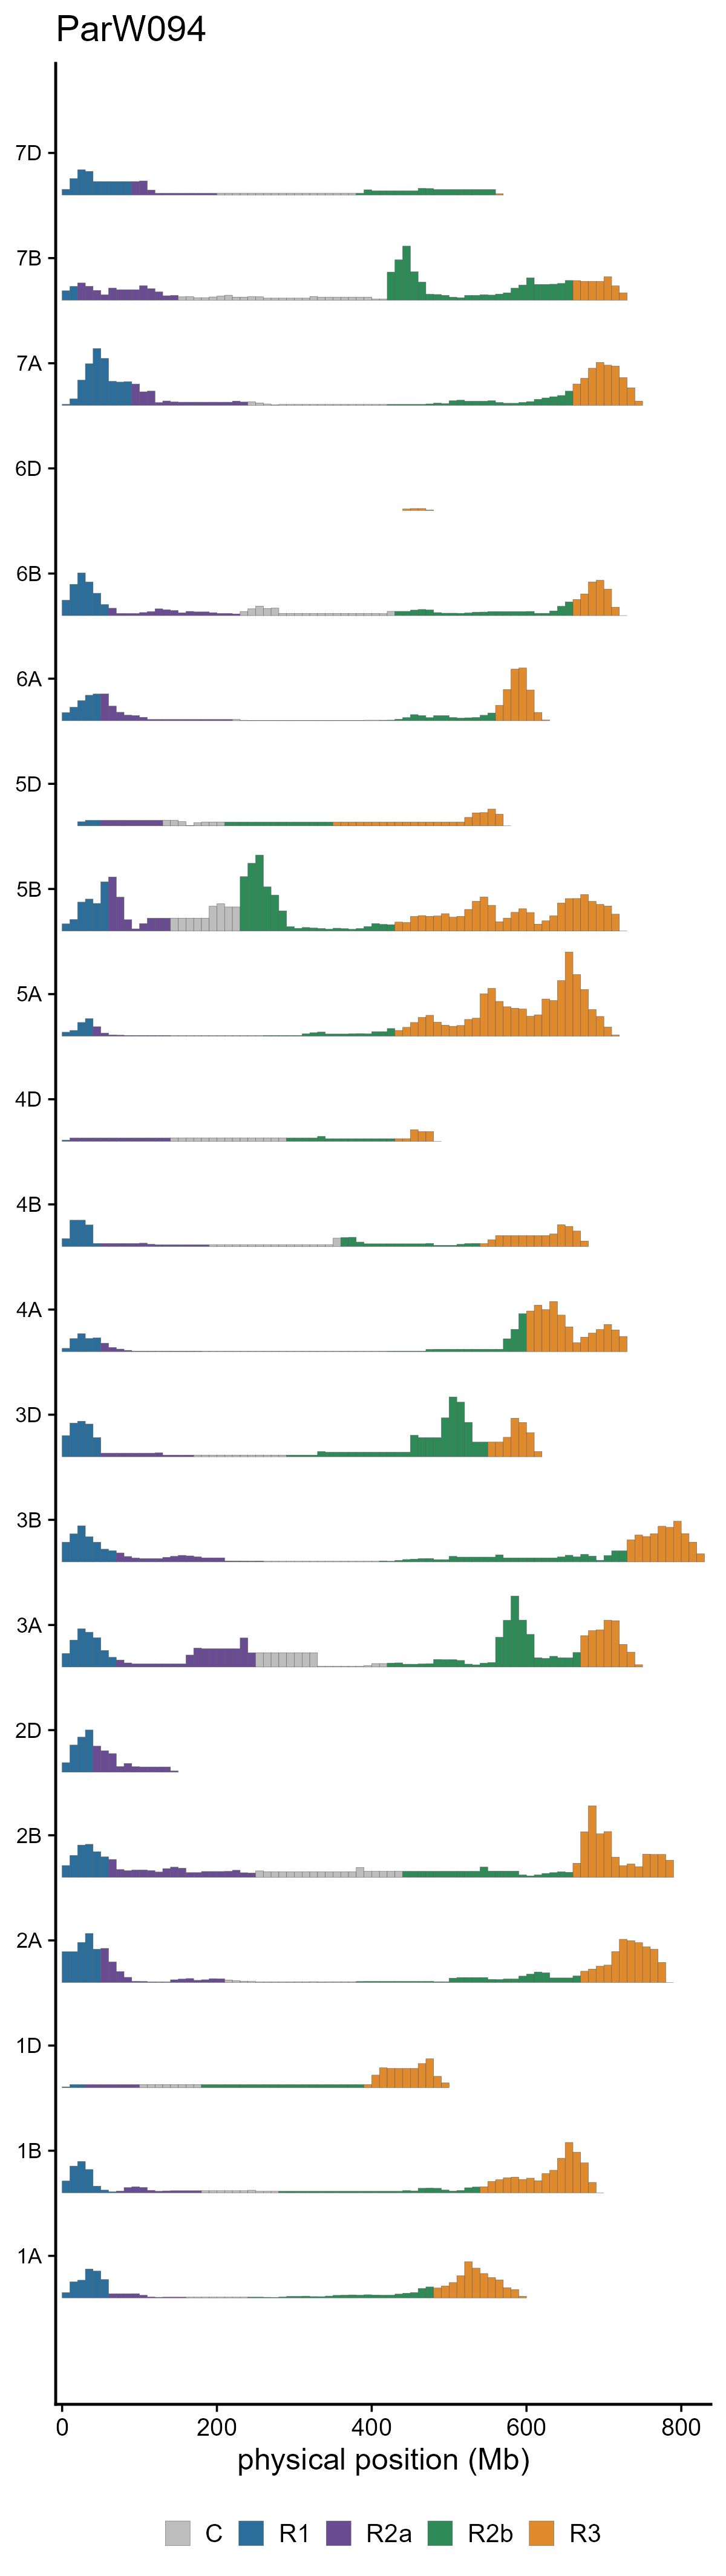 ParW094
7D
7B
7A
6D
6B
6A
5D
5B
5A
4D
4B
4A
3D
3B
3A
2D
2B
2A
1D
1B
1A
0 200 400 600 800
physical position (Mb)
C R1 R2a R2b R3